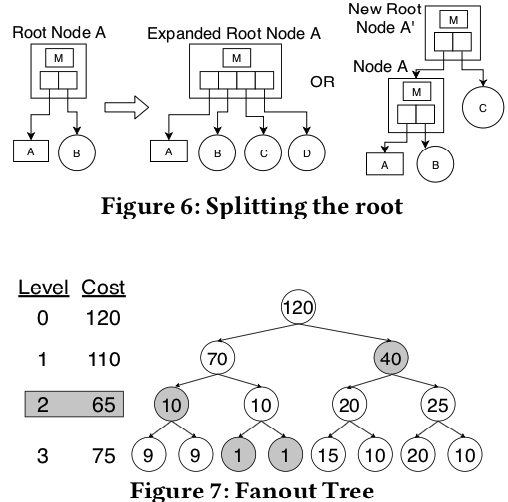 Root Node A
M
A
B
Expanded Root Node A
M
A
B
C
D
OR
New Root
Node A'
M
Node A
M
C
A
B
Figure 6: Splitting the root
Level Cost
0 120
1 110
2 65
3 75
120
70 40
10 10 20 25
9 9 1 1 15 10 20 10
Figure 7: Fanout Tree